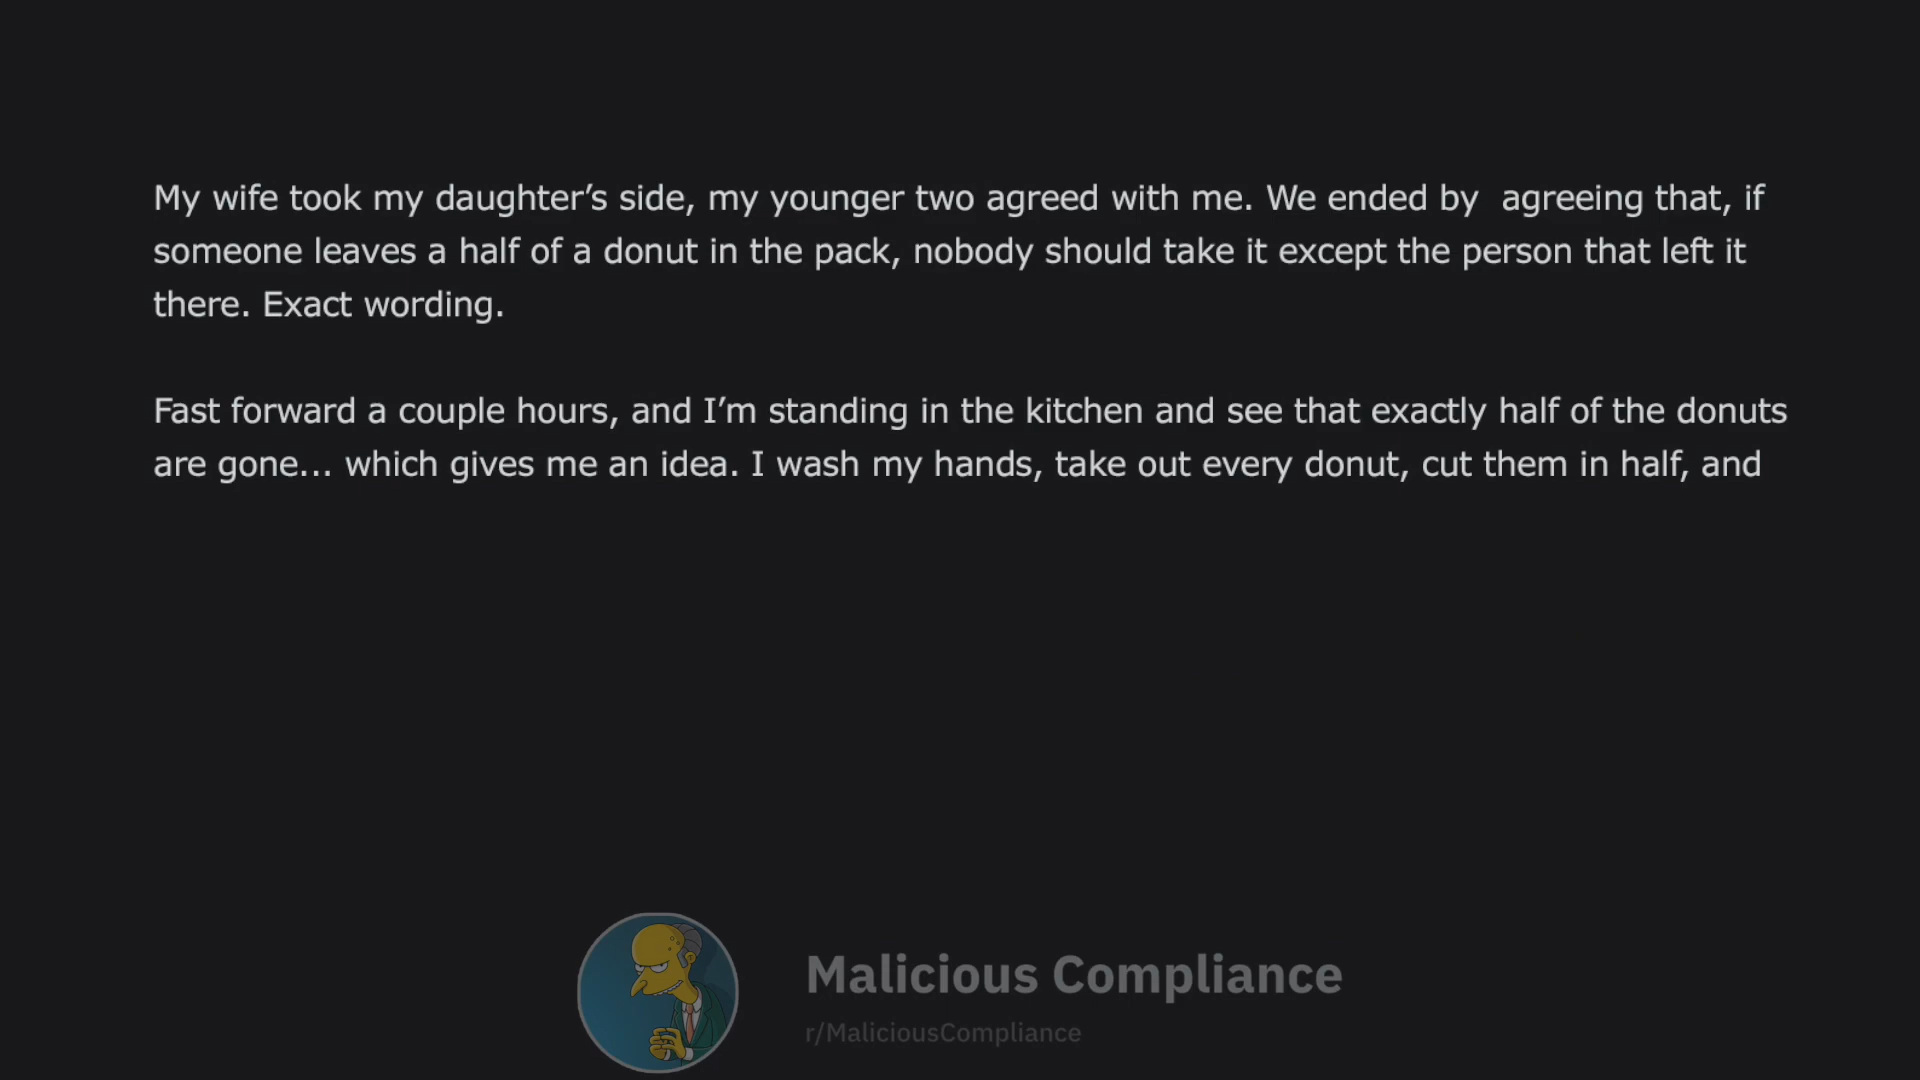 My wife took my daughter’s side, my younger two agreed with me. We ended by  agreeing that, if
someone leaves a half of a donut in the pack, nobody should take it except the person that left it
there. Exact wording.
Fast forward a couple hours, and I’m standing in the kitchen and see that exactly half of the donuts
are gone... which gives me an idea. I wash my hands, take out every donut, cut them in half, and
Malicious Compliance
r/MaliciousCompliance